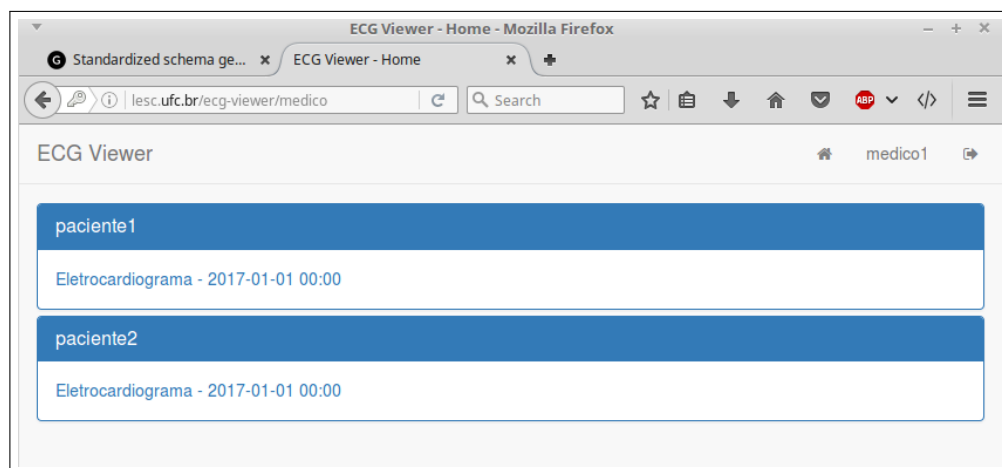 ECG Viewer - Home - Mozilla Firefox
G Standardized schema ge... ECG Viewer - Home
lesc.ufc.br/ecg-viewer/medico Search ABP
ECG Viewer medico1
paciente1
Eletrocardiograma - 2017-01-01 00:00
paciente2
Eletrocardiograma - 2017-01-01 00:00